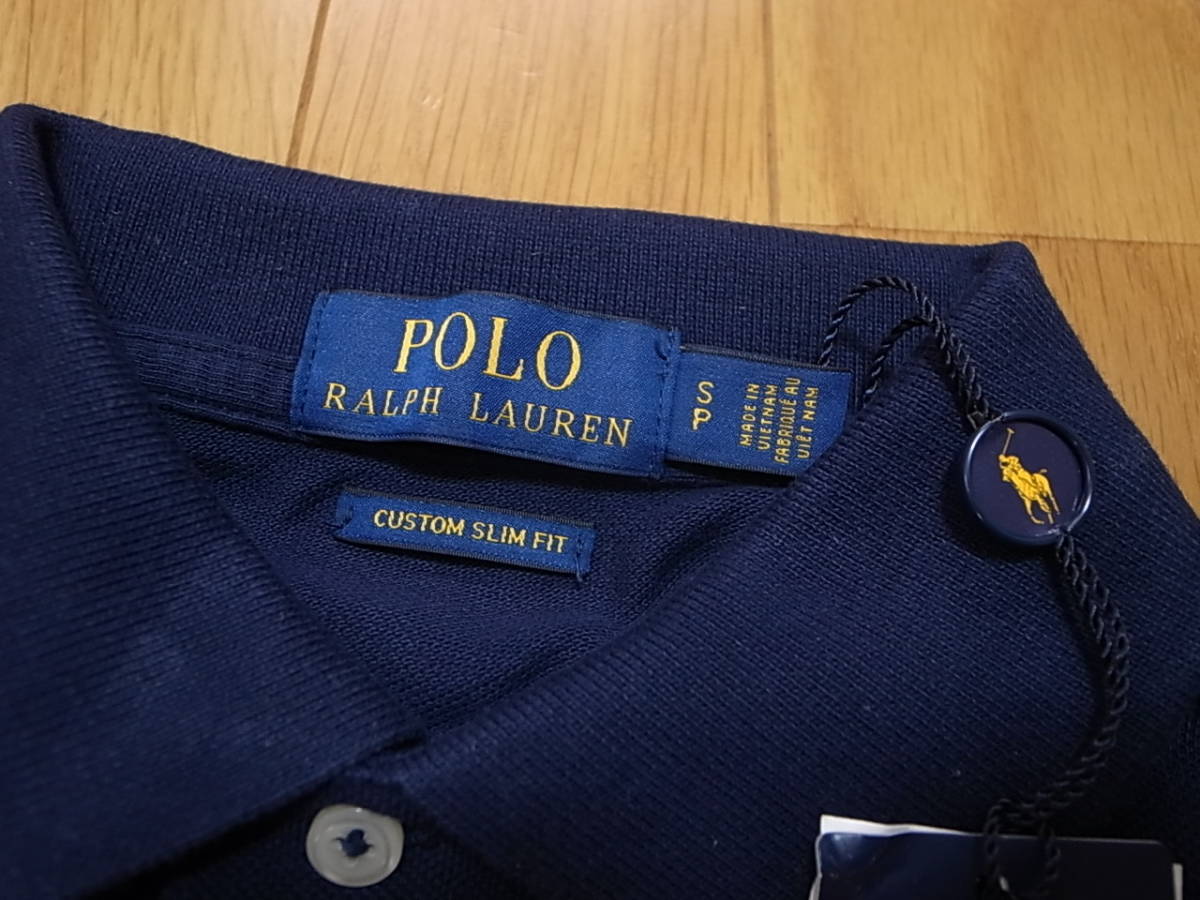 POLO
RALPH LAUREN
S
P
MADE IN
VIETNAM
FABRIQUÉ AU
VIÊT NAM
CUSTOM SLIM FIT